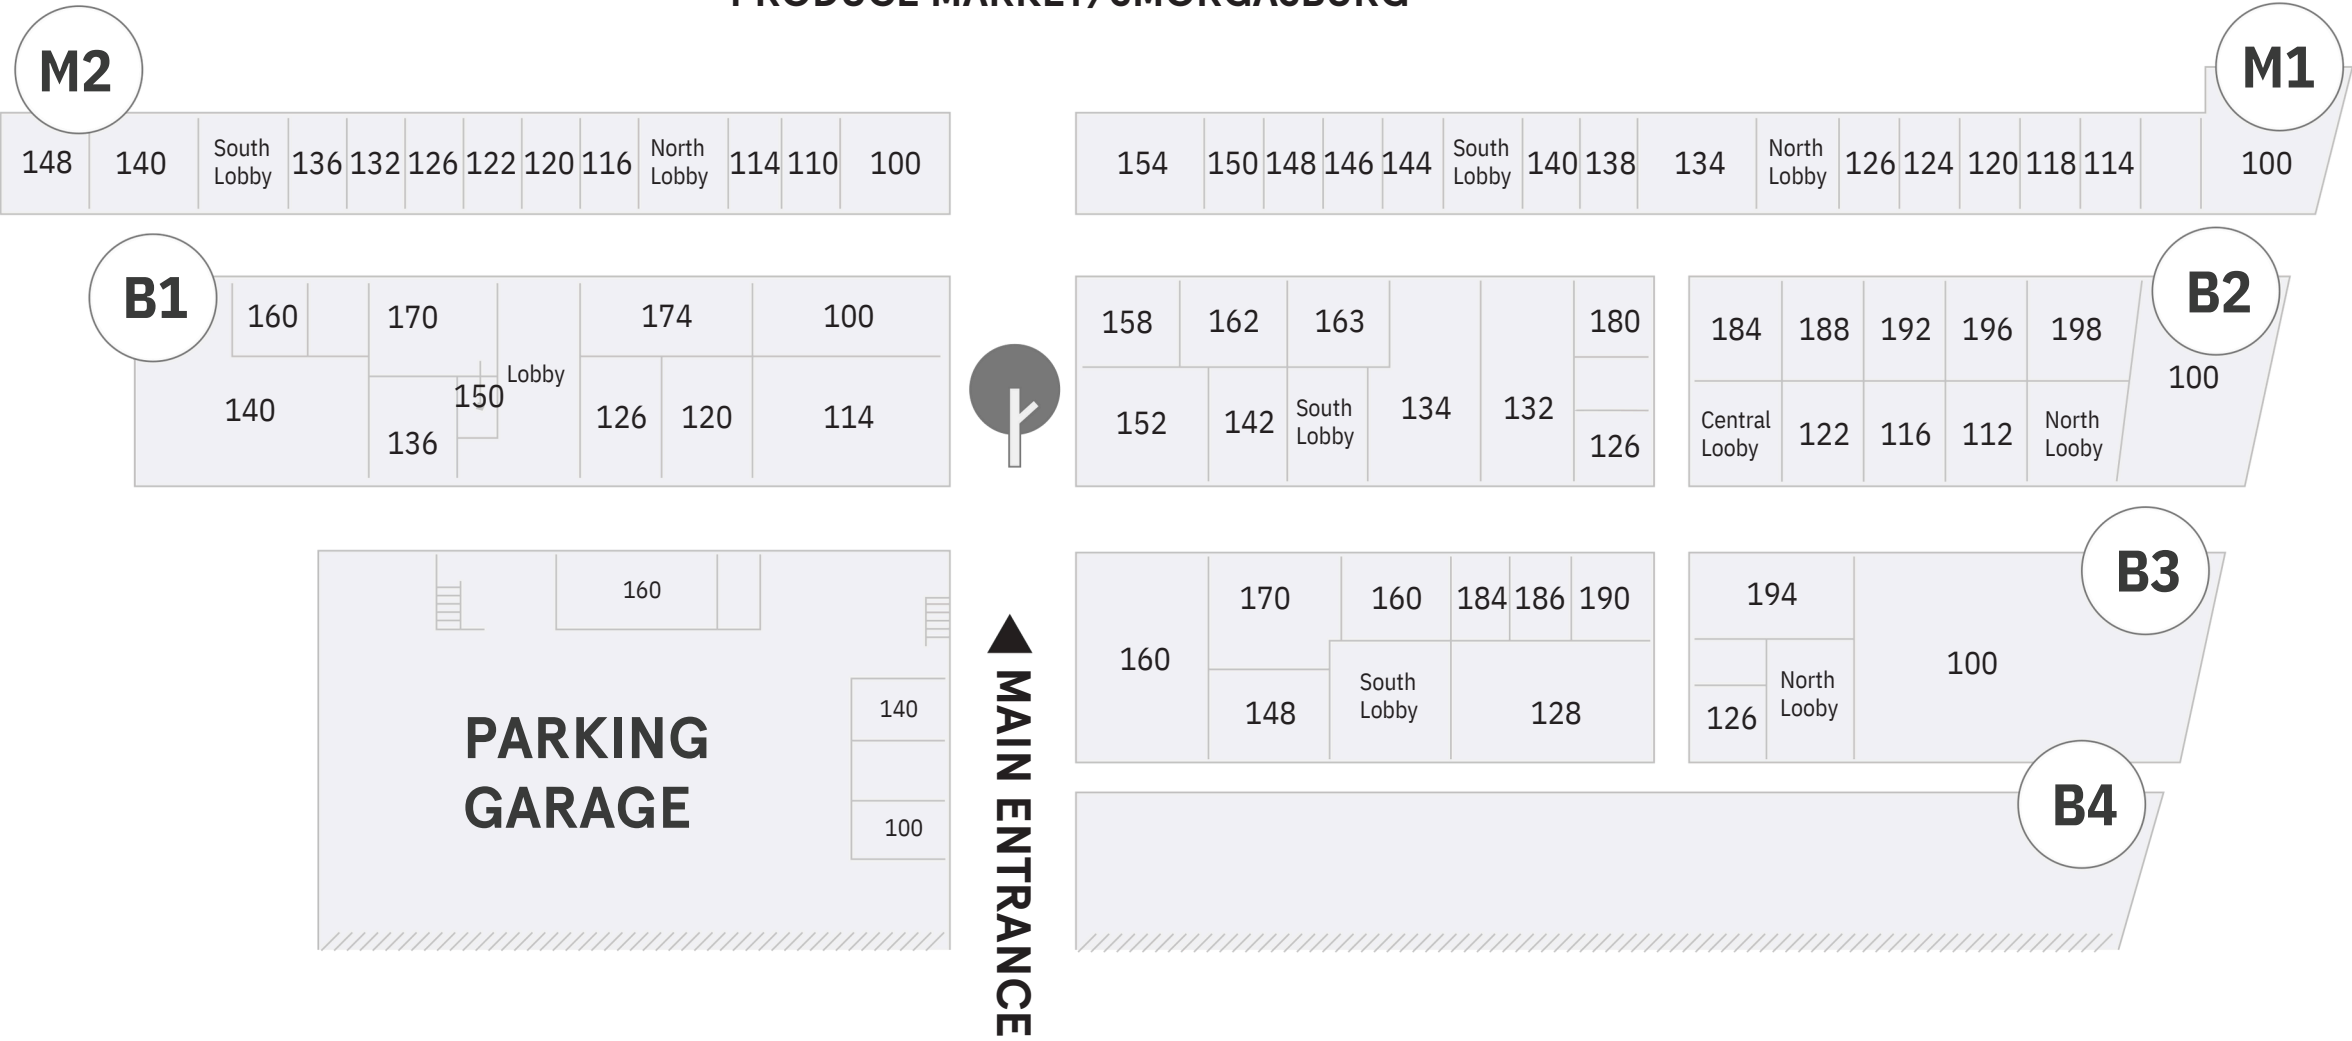 PRODUCE MARKET/SMORGASBURG
M2
M1
148 140 South Lobby 136 132 126 122 120 116 North Lobby 114 110 100
154 150 148 146 144 South Lobby 140 138 134 North Lobby 126 124 120 118 114 100
B1
160 170 174 100
140 136 150 Lobby 126 120 114
158 162 163 180
152 142 South Lobby 134 132 126
B2
184 188 192 196 198 100
Central Looby 122 116 112 North Looby
160
140
100
PARKING
GARAGE
MAIN ENTRANCE
170 160 184 186 190
160 148 South Lobby 128
B3
194 100
126 North Looby
B4